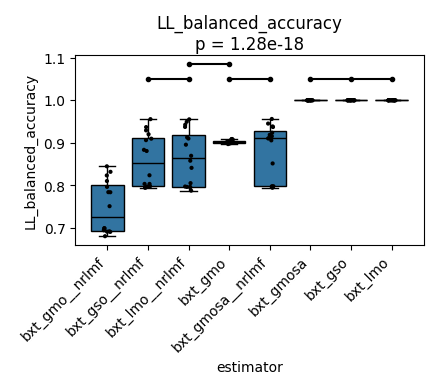 LL_balanced_accuracy
p = 1.28e-18
1.1
1.0
0.9
0.8
0.7
LL_balanced_accuracy
bxt_gmo__nrlmf
bxt_gso__nrlmf
bxt_lmo__nrlmf
bxt_gmo
bxt_gmosa__nrlmf
bxt_gmosa
bxt_gso
bxt_lmo
estimator